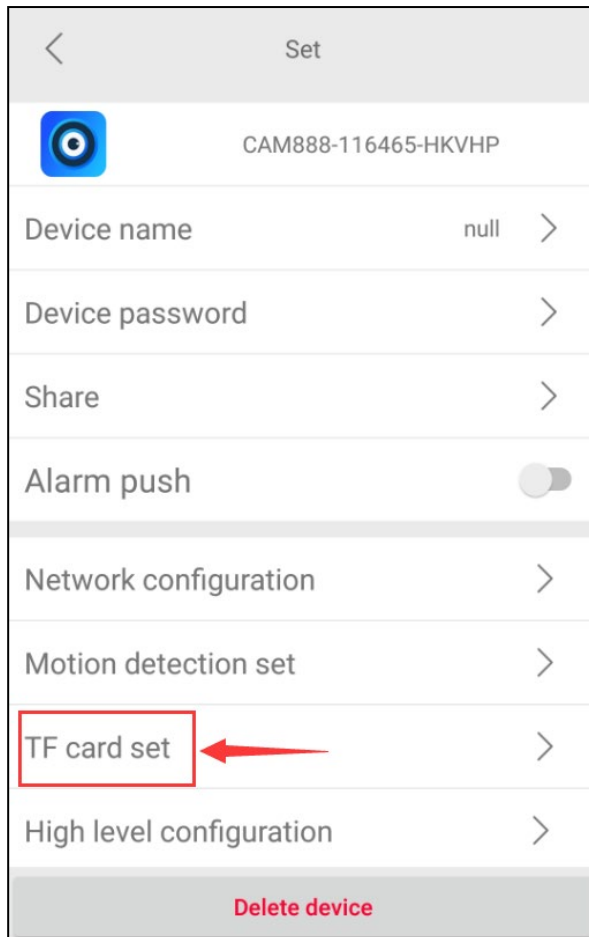 Set
CAM888-116465-HKVHP
Device name null
Device password
Share
Alarm push
Network configuration
Motion detection set
TF card set
High level configuration
Delete device